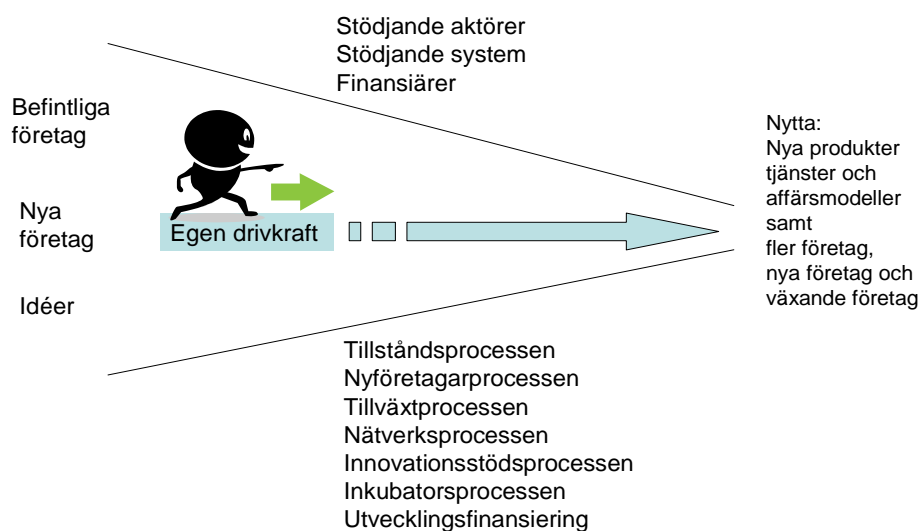 Stödjande aktörer
Stödjande system
Finansiärer
Befintliga
företag
Nya
företag
Idéer
Egen drivkraft
Nytta:
Nya produkter
tjänster och
affärsmodeller
samt
fler företag,
nya företag och
växande företag
Tillståndsprocessen
Nyföretagarprocessen
Tillväxtprocessen
Nätverksprocessen
Innovationsstödsprocessen
Inkubatorsprocessen
Utvecklingsfinansiering